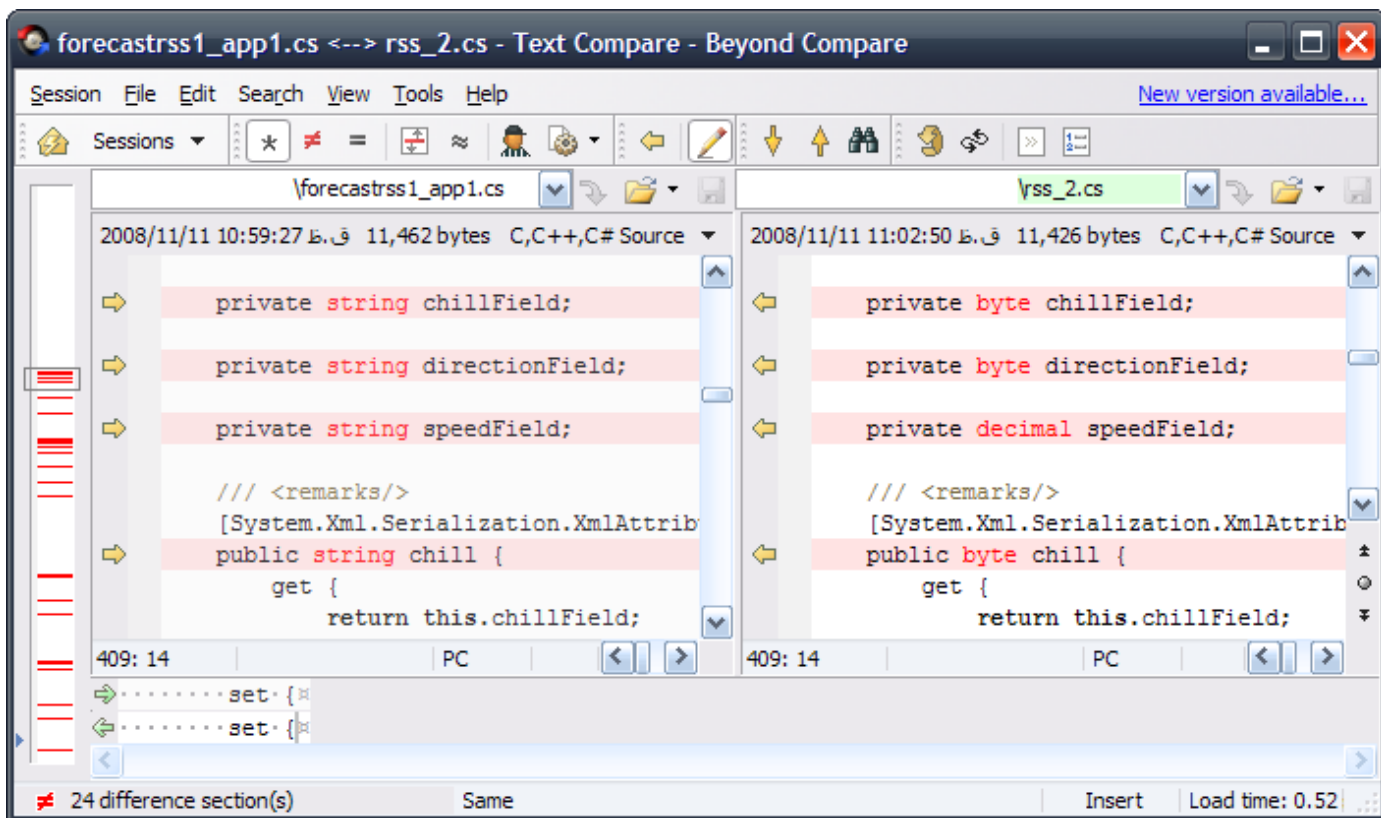 forecastrss1_app1.cs <--> rss_2.cs - Text Compare - Beyond Compare
Session File Edit Search View Tools Help New version available...
Sessions
\forecastrss1_app1.cs \rss_2.cs
2008/11/11 10:59:27 ق.ظ 11,462 bytes C,C++,C# Source 2008/11/11 11:02:50 ق.ظ 11,426 bytes C,C++,C# Source
private string chillField; private byte chillField;
private string directionField; private byte directionField;
private string speedField; private decimal speedField;
/// <remarks/> /// <remarks/>
[System.Xml.Serialization.XmlAttrib [System.Xml.Serialization.XmlAttrib
public string chill { public byte chill {
get { get {
return this.chillField; return this.chillField;
409: 14 PC 409: 14 PC
········set·{¤
········set·{¤
24 difference section(s) Same Insert Load time: 0.52